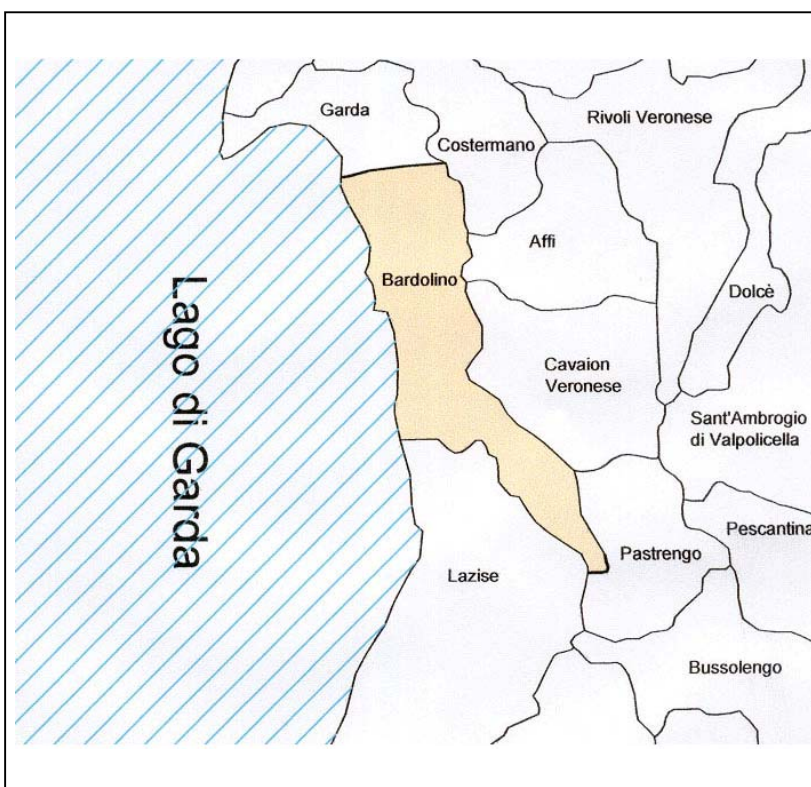 Garda
Rivoli Veronese
Costermano
Affi
Bardolino
Dolcè
Lago di Garda
Cavaion
Veronese
Sant'Ambrogio
di Valpolicella
Pescantina
Pastrengo
Lazise
Bussolengo